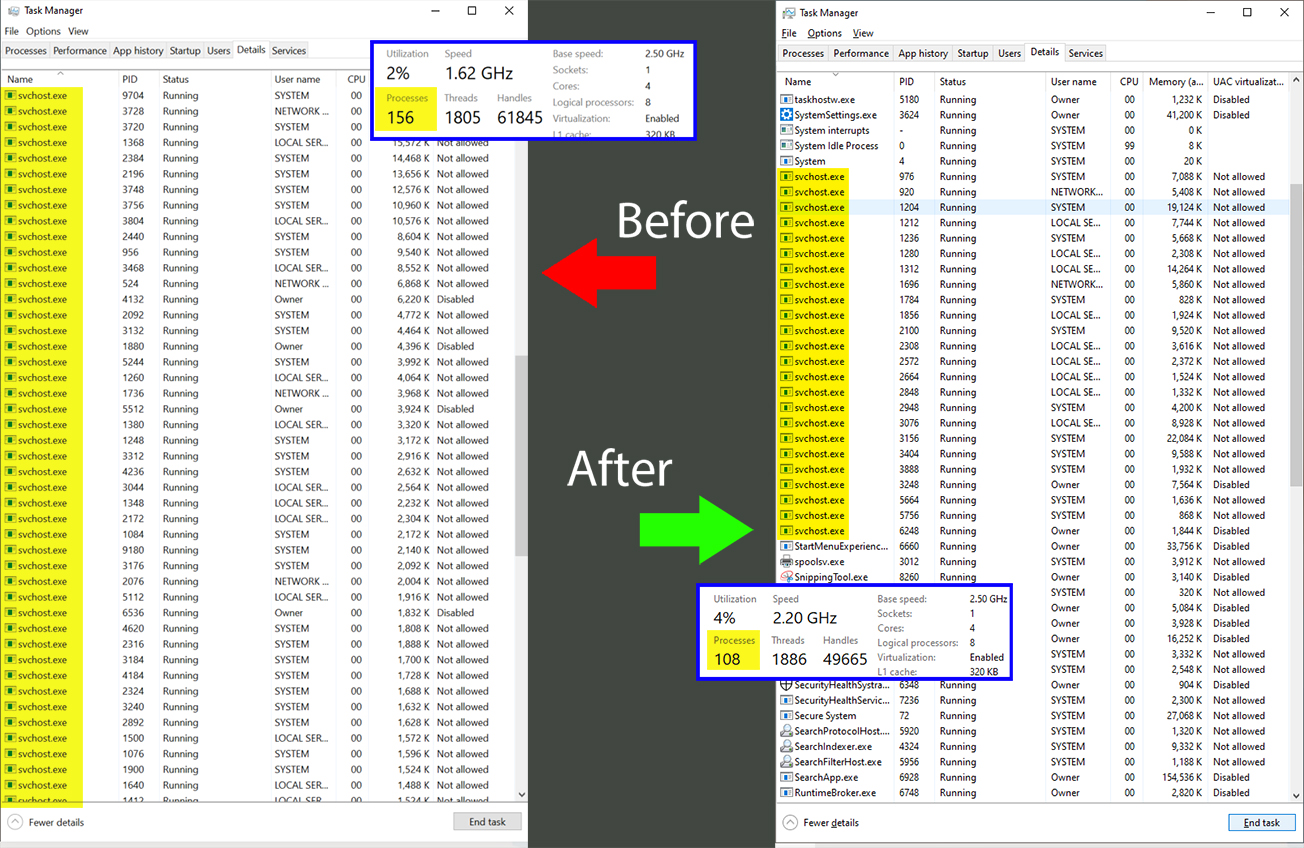 Task Manager
File Options View
Processes Performance App history Startup Users Details Services
Name PID Status User name CPU
svchost.exe 9704 Running SYSTEM 00
svchost.exe 3728 Running NETWORK ... 00
svchost.exe 3720 Running SYSTEM 00
svchost.exe 1368 Running LOCAL SER... 00 15,572 K Not allowed
svchost.exe 2384 Running SYSTEM 00 14,468 K Not allowed
svchost.exe 2196 Running SYSTEM 00 13,656 K Not allowed
svchost.exe 3748 Running SYSTEM 00 12,576 K Not allowed
svchost.exe 3756 Running SYSTEM 00 10,960 K Not allowed
svchost.exe 3804 Running LOCAL SER... 00 10,576 K Not allowed
svchost.exe 2440 Running SYSTEM 00 8,604 K Not allowed
svchost.exe 956 Running SYSTEM 00 9,540 K Not allowed
svchost.exe 3468 Running LOCAL SER... 00 8,552 K Not allowed
svchost.exe 524 Running NETWORK ... 00 6,868 K Not allowed
svchost.exe 4132 Running Owner 00 6,220 K Disabled
svchost.exe 2092 Running SYSTEM 00 4,772 K Not allowed
svchost.exe 3132 Running SYSTEM 00 4,464 K Not allowed
svchost.exe 1880 Running Owner 00 4,396 K Disabled
svchost.exe 5244 Running SYSTEM 00 3,992 K Not allowed
svchost.exe 1260 Running LOCAL SER... 00 4,064 K Not allowed
svchost.exe 1736 Running NETWORK ... 00 3,968 K Not allowed
svchost.exe 5512 Running Owner 00 3,924 K Disabled
svchost.exe 1380 Running LOCAL SER... 00 3,320 K Not allowed
svchost.exe 1248 Running SYSTEM 00 3,172 K Not allowed
svchost.exe 3312 Running SYSTEM 00 2,916 K Not allowed
svchost.exe 4236 Running SYSTEM 00 2,632 K Not allowed
svchost.exe 3044 Running LOCAL SER... 00 2,564 K Not allowed
svchost.exe 1348 Running LOCAL SER... 00 2,232 K Not allowed
svchost.exe 2172 Running LOCAL SER... 00 2,304 K Not allowed
svchost.exe 1084 Running SYSTEM 00 2,172 K Not allowed
svchost.exe 9180 Running SYSTEM 00 2,140 K Not allowed
svchost.exe 3176 Running SYSTEM 00 2,092 K Not allowed
svchost.exe 2076 Running NETWORK ... 00 2,004 K Not allowed
svchost.exe 5112 Running LOCAL SER... 00 1,916 K Not allowed
svchost.exe 6536 Running Owner 00 1,832 K Disabled
svchost.exe 4620 Running SYSTEM 00 1,808 K Not allowed
svchost.exe 2316 Running SYSTEM 00 1,888 K Not allowed
svchost.exe 3184 Running SYSTEM 00 1,700 K Not allowed
svchost.exe 4184 Running SYSTEM 00 1,728 K Not allowed
svchost.exe 2324 Running SYSTEM 00 1,688 K Not allowed
svchost.exe 3240 Running SYSTEM 00 1,632 K Not allowed
svchost.exe 2892 Running SYSTEM 00 1,628 K Not allowed
svchost.exe 1500 Running LOCAL SER... 00 1,572 K Not allowed
svchost.exe 1076 Running SYSTEM 00 1,596 K Not allowed
svchost.exe 1900 Running SYSTEM 00 1,524 K Not allowed
svchost.exe 1640 Running LOCAL SER... 00 1,488 K Not allowed
svchost.exe 1412 Running LOCAL SER... 00 1,524 K Not allowed
Fewer details End task
Utilization Speed Base speed: 2.50 GHz
2% 1.62 GHz Sockets: 1
Cores: 4
Processes Threads Handles Logical processors: 8
156 1805 61845 Virtualization: Enabled
L1 cache: 320 KB
Before
After
Task Manager
File Options View
Processes Performance App history Startup Users Details Services
Name PID Status User name CPU Memory (a... UAC virtualizat...
taskhostw.exe 5180 Running Owner 00 1,232 K Disabled
SystemSettings.exe 3624 Running Owner 00 41,200 K Disabled
System interrupts - Running SYSTEM 00 0 K
System Idle Process 0 Running SYSTEM 99 8 K
System 4 Running SYSTEM 00 20 K
svchost.exe 976 Running SYSTEM 00 7,088 K Not allowed
svchost.exe 920 Running NETWORK... 00 5,408 K Not allowed
svchost.exe 1204 Running SYSTEM 00 19,124 K Not allowed
svchost.exe 1212 Running LOCAL SE... 00 7,744 K Not allowed
svchost.exe 1236 Running SYSTEM 00 5,668 K Not allowed
svchost.exe 1280 Running LOCAL SE... 00 2,308 K Not allowed
svchost.exe 1312 Running LOCAL SE... 00 14,264 K Not allowed
svchost.exe 1696 Running NETWORK... 00 5,860 K Not allowed
svchost.exe 1784 Running SYSTEM 00 828 K Not allowed
svchost.exe 1856 Running LOCAL SE... 00 1,924 K Not allowed
svchost.exe 2100 Running SYSTEM 00 9,520 K Not allowed
svchost.exe 2308 Running LOCAL SE... 00 3,616 K Not allowed
svchost.exe 2572 Running LOCAL SE... 00 2,372 K Not allowed
svchost.exe 2664 Running LOCAL SE... 00 1,524 K Not allowed
svchost.exe 2848 Running LOCAL SE... 00 1,332 K Not allowed
svchost.exe 2948 Running SYSTEM 00 4,200 K Not allowed
svchost.exe 3076 Running LOCAL SE... 00 8,928 K Not allowed
svchost.exe 3156 Running SYSTEM 00 22,084 K Not allowed
svchost.exe 3404 Running SYSTEM 00 9,588 K Not allowed
svchost.exe 3888 Running SYSTEM 00 1,932 K Not allowed
svchost.exe 3248 Running Owner 00 7,564 K Disabled
svchost.exe 5664 Running SYSTEM 00 1,636 K Not allowed
svchost.exe 5756 Running SYSTEM 00 868 K Not allowed
svchost.exe 6248 Running Owner 00 1,844 K Disabled
StartMenuExperienc... 6660 Running Owner 00 33,756 K Disabled
spoolsv.exe 3012 Running SYSTEM 00 3,912 K Not allowed
SnippingTool.exe 8260 Running Owner 00 3,140 K Disabled
SYSTEM 00 320 K Not allowed
Owner 00 5,084 K Disabled
Owner 00 3,928 K Disabled
Owner 00 16,252 K Disabled
SYSTEM 00 3,332 K Not allowed
SYSTEM 00 2,548 K Not allowed
SecurityHealthSystra... 6348 Running Owner 00 904 K Disabled
SecurityHealthServic... 7236 Running SYSTEM 00 2,300 K Not allowed
Secure System 72 Running SYSTEM 00 27,068 K Not allowed
SearchProtocolHost.... 5920 Running SYSTEM 00 1,320 K Not allowed
SearchIndexer.exe 4324 Running SYSTEM 00 9,332 K Not allowed
SearchFilterHost.exe 5956 Running SYSTEM 00 1,188 K Not allowed
SearchApp.exe 6928 Running Owner 00 154,536 K Disabled
RuntimeBroker.exe 6748 Running Owner 00 2,820 K Disabled
Fewer details End task
Utilization Speed Base speed: 2.50 GHz
4% 2.20 GHz Sockets: 1
Cores: 4
Processes Threads Handles Logical processors: 8
108 1886 49665 Virtualization: Enabled
L1 cache: 320 KB